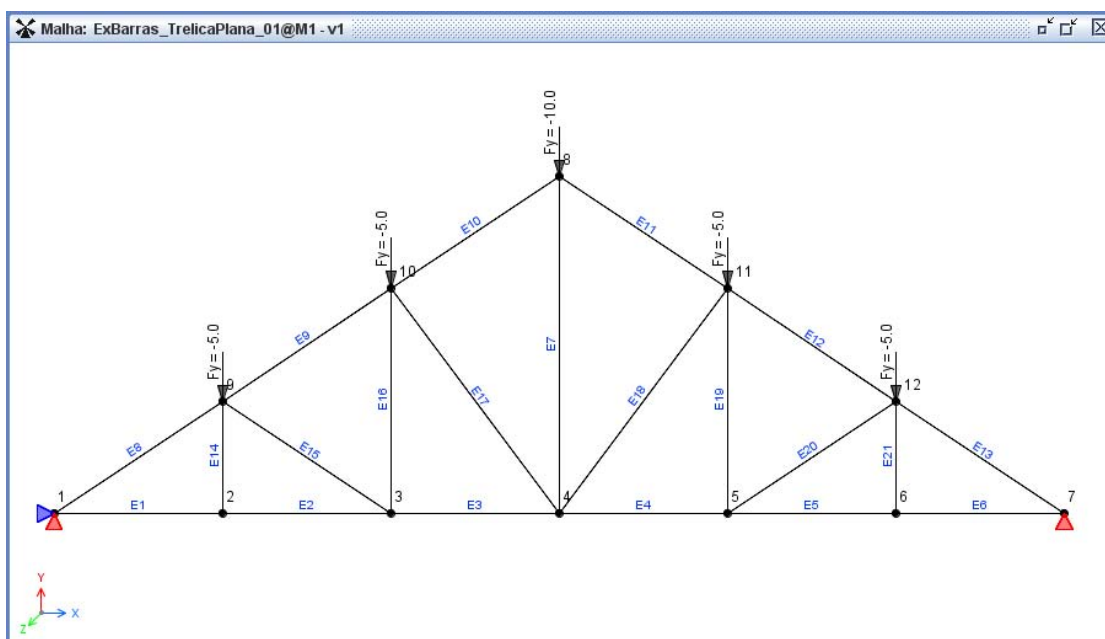 Malha: ExBarras_TrelicaPlana_01@M1 - v1
Fy = -10.0
8
E10
E11
Fy = -5.0
10
Fy = -5.0
11
E9
E7
E12
Fy = -5.0
9
E16
E17
E18
E19
Fy = -5.0
12
E8
E14
E15
E20
E21
E13
1
2
3
4
5
6
7
E1
E2
E3
E4
E5
E6
Y
X
Z